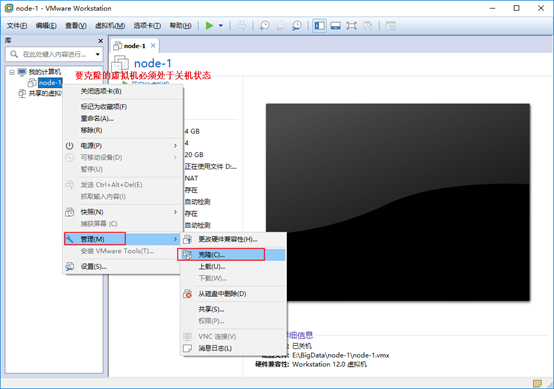 node-1 - VMware Workstation
文件(F) 编辑(E) 查看(V) 虚拟机(M) 选项卡(T) 帮助(H)
库
在此处键入内容进行...
我的计算机
node-1
共享的虚拟
node-1
node-1
要克隆的虚拟机必须处于关机状态
关闭选项卡(B)
标记为收藏项(F)
重命名(A)...
移除(R)
电源(P)
可移动设备(D)
暂停(U)
发送 Ctrl+Alt+Del(E)
抓取输入内容(I)
快照(N)
捕获屏幕 (C)
管理(M)
安装 VMware Tools(T)...
设置(S)...
4 GB
4
20 GB
正在使用文件 D:...
NAT
存在
自动检测
存在
自动检测
更改硬件兼容性(H)...
克隆(C)...
上载(U)...
下载(W)...
从磁盘中删除(D)
共享(S)...
权限(P)...
VNC 连接(V)
消息日志(L)
详细信息
已关机
E:\BigData\node-1\node-1.vmx
硬件兼容性: Workstation 12.0 虚拟机